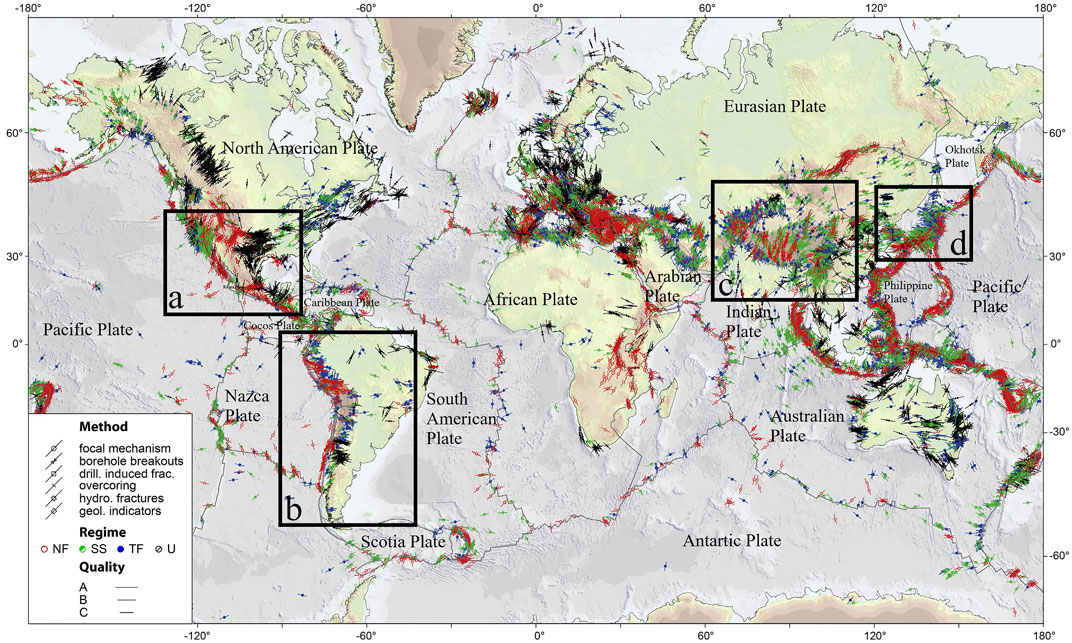 -120° -60° 0° 60° 120° 180°
-180°
Eurasian Plate
60° 60°
North American Plate
Okhotsk
Plate
a
d
c
30° 30°
Arabian
Plate
African Plate
Philippine
Plate
Pacific
Plate
Caribbean Plate
Indian
Plate
Cocos Plate
Pacific Plate
0° 0°
Nazca
Plate
South
American
Plate
Australian
Plate
-30°
b
Scotia Plate
Antartic Plate
-60°
Method
focal mechanism
borehole breakouts
drill. induced frac.
overcoring
hydro. fractures
geol. indicators
Regime
NF SS TF U
Quality
A
B
C
-120° -60° 0° 60° 120° 180°